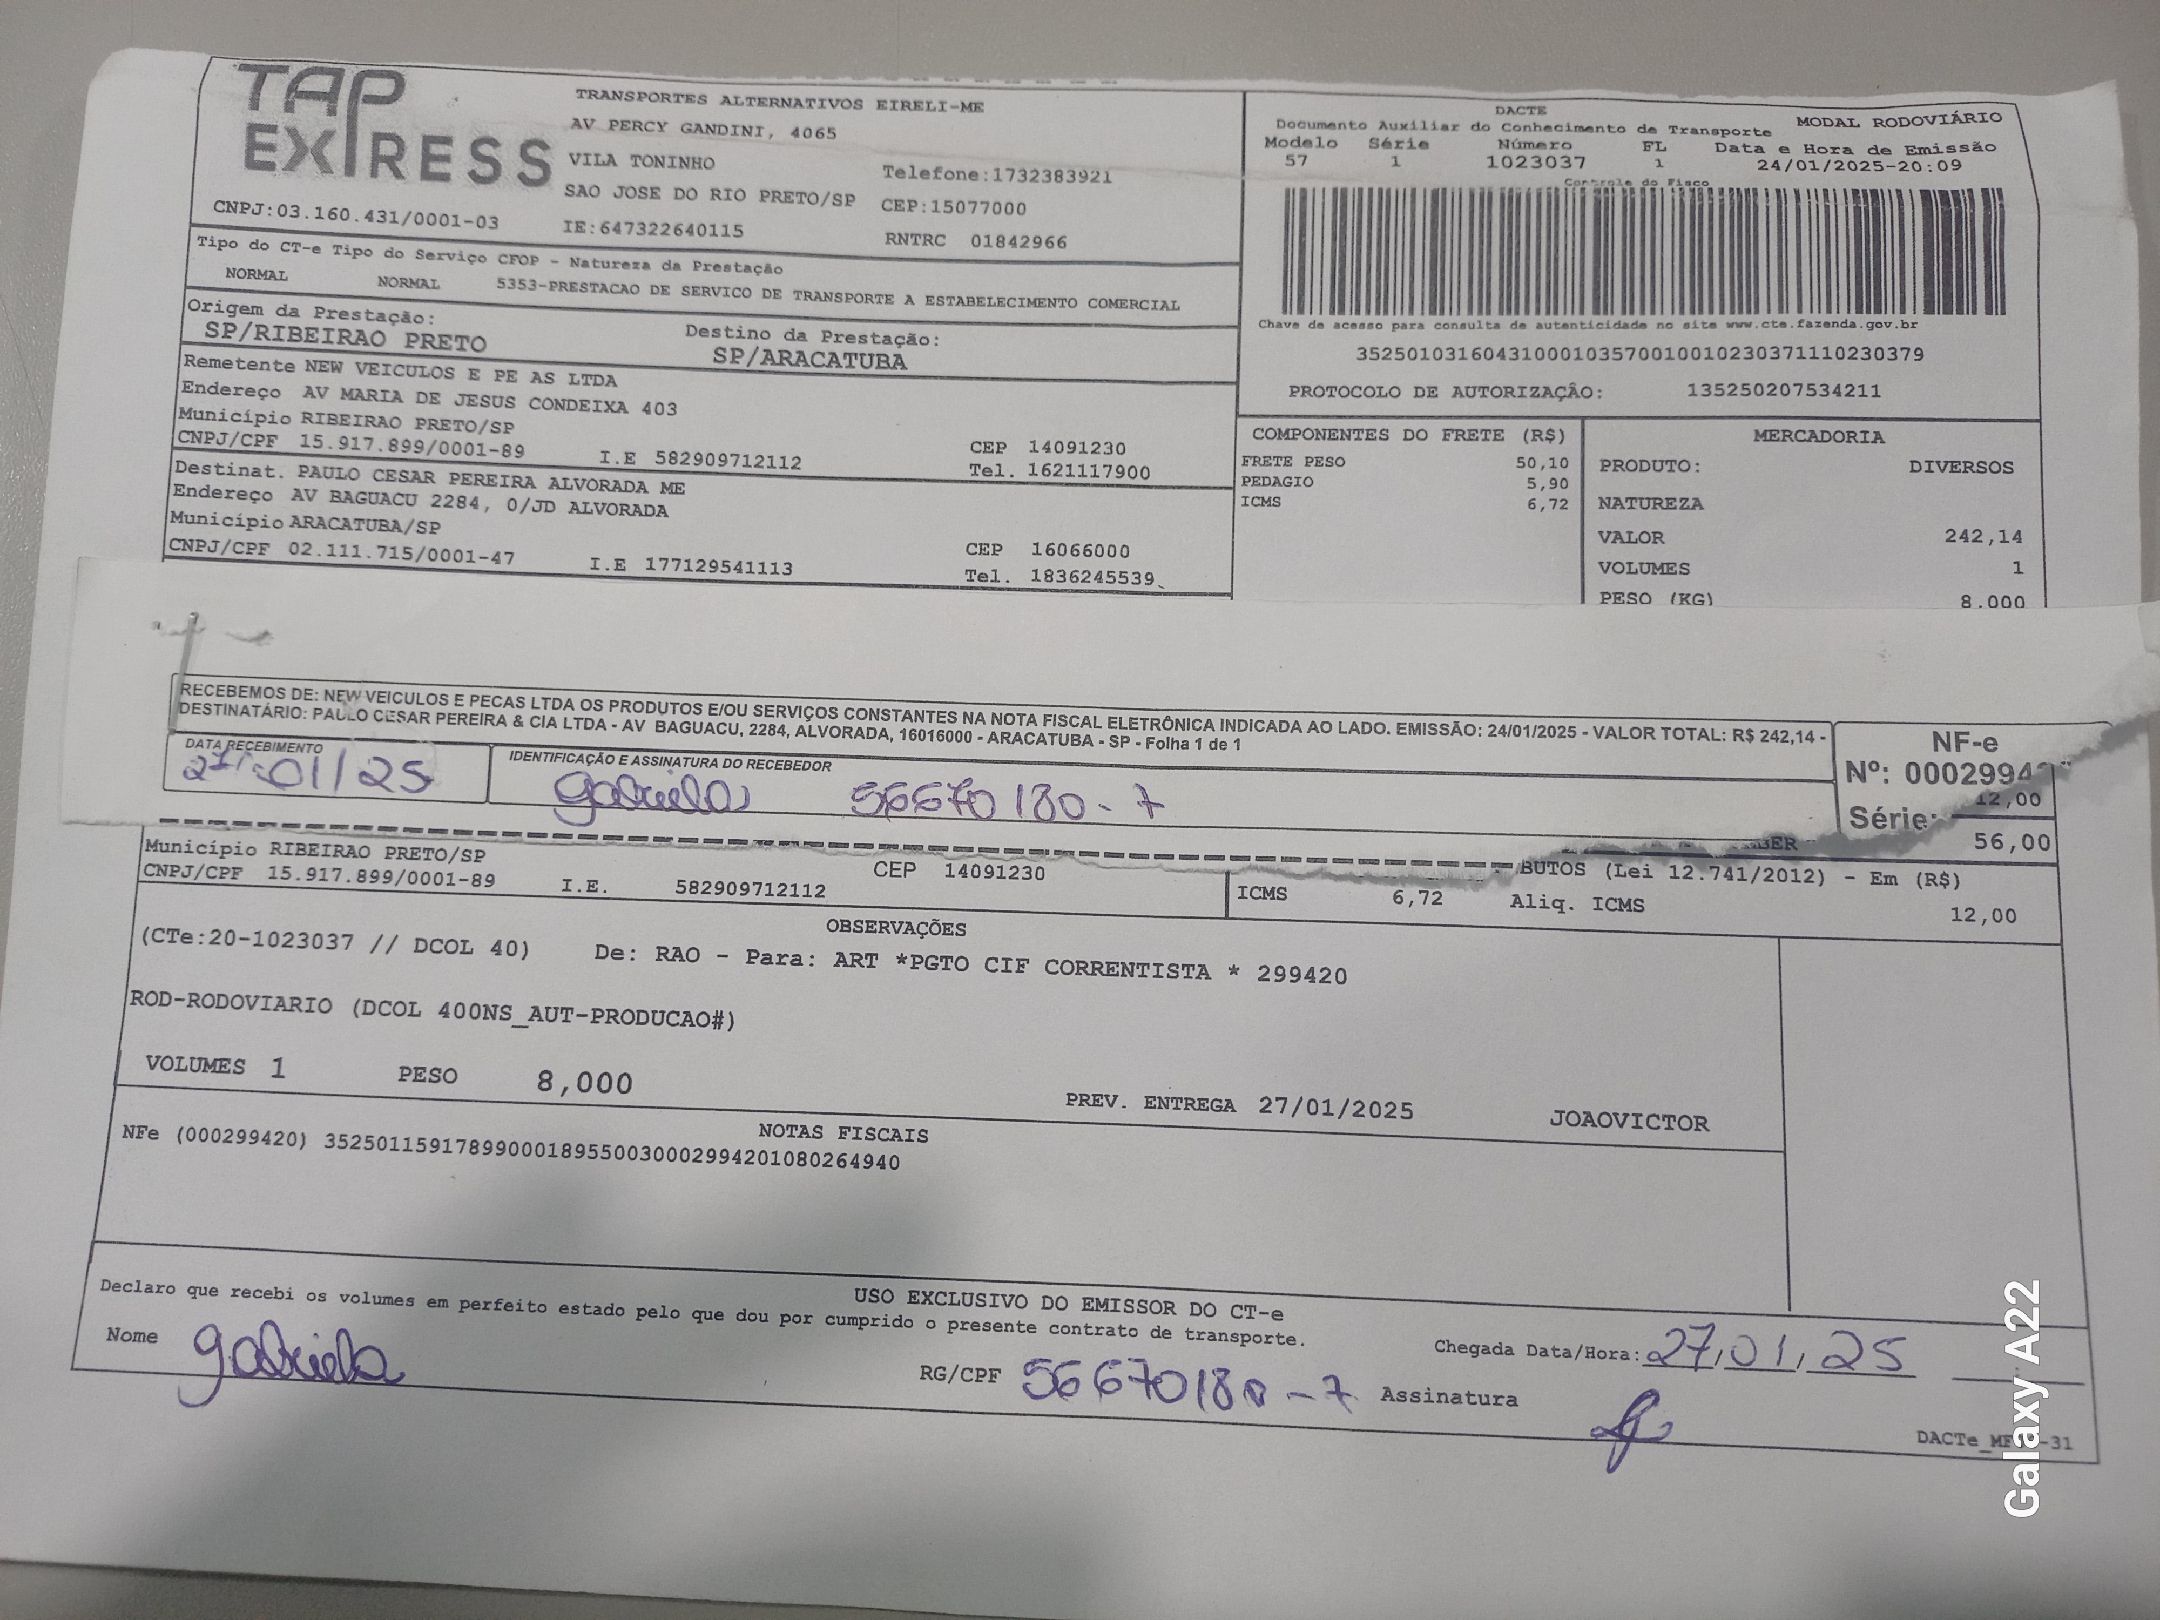 TAP
EXPRESS
TRANSPORTES ALTERNATIVOS EIRELI-ME
AV PERCY GANDINI, 4065
VILA TONINHO Telefone:1732383921
SAO JOSE DO RIO PRETO/SP CEP:15077000
CNPJ:03.160.431/0001-03 IE:647322640115 RNTRC 01842966
DACTE
Documento Auxiliar do Conhecimento de Transporte MODAL RODOVIÁRIO
Modelo Série Número FL Data e Hora de Emissão
57 1 1023037 1 24/01/2025-20:09
Controle do Fisco
Chave de acesso para consulta de autenticidade no site www.cte.fazenda.gov.br
35250103160431000103570010010230371110230379
PROTOCOLO DE AUTORIZAÇÃO: 135250207534211
Tipo do CT-e Tipo do Serviço CFOP - Natureza da Prestação
NORMAL NORMAL 5353-PRESTACAO DE SERVICO DE TRANSPORTE A ESTABELECIMENTO COMERCIAL
Origem da Prestação: Destino da Prestação:
SP/RIBEIRAO PRETO SP/ARACATUBA
Remetente NEW VEICULOS E PE AS LTDA
Endereço AV MARIA DE JESUS CONDEIXA 403
Município RIBEIRAO PRETO/SP CEP 14091230
CNPJ/CPF 15.917.899/0001-89 I.E 582909712112 Tel. 1621117900
Destinat. PAULO CESAR PEREIRA ALVORADA ME
Endereço AV BAGUACU 2284, 0/JD ALVORADA
Município ARACATUBA/SP CEP 16066000
CNPJ/CPF 02.111.715/0001-47 I.E 177129541113 Tel. 1836245539
COMPONENTES DO FRETE (R$)
FRETE PESO 50,10
PEDAGIO 5,90
ICMS 6,72
MERCADORIA
PRODUTO: DIVERSOS
NATUREZA
VALOR 242,14
VOLUMES 1
PESO (KG) 8.000
RECEBEMOS DE: NEW VEICULOS E PECAS LTDA OS PRODUTOS E/OU SERVIÇOS CONSTANTES NA NOTA FISCAL ELETRÔNICA INDICADA AO LADO. EMISSÃO: 24/01/2025 - VALOR TOTAL: R$ 242,14 -
DESTINATÁRIO: PAULO CESAR PEREIRA & CIA LTDA - AV BAGUACU, 2284, ALVORADA, 16016000 - ARACATUBA - SP - Folha 1 de 1
DATA RECEBIMENTO IDENTIFICAÇÃO E ASSINATURA DO RECEBEDOR
27/01/25 gabriela 56670180-7
NF-e
Nº: 00029942
Série:
12,00
56,00
Município RIBEIRAO PRETO/SP CEP 14091230
CNPJ/CPF 15.917.899/0001-89 I.E. 582909712112
BUTOS (Lei 12.741/2012) - Em (R$)
ICMS 6,72 Aliq. ICMS 12,00
OBSERVAÇÕES
(CTe:20-1023037 // DCOL 40) De: RAO - Para: ART *PGTO CIF CORRENTISTA * 299420
ROD-RODOVIARIO (DCOL 400NS_AUT-PRODUCAO#)
VOLUMES 1 PESO 8,000
PREV. ENTREGA 27/01/2025 JOAOVICTOR
NOTAS FISCAIS
NFe (000299420) 35250115917899000189550030002994201080264940
USO EXCLUSIVO DO EMISSOR DO CT-e
Declaro que recebi os volumes em perfeito estado pelo que dou por cumprido o presente contrato de transporte.
Nome gabriela RG/CPF 56670180-7 Assinatura
Chegada Data/Hora: 27/01/25
Galaxy A22